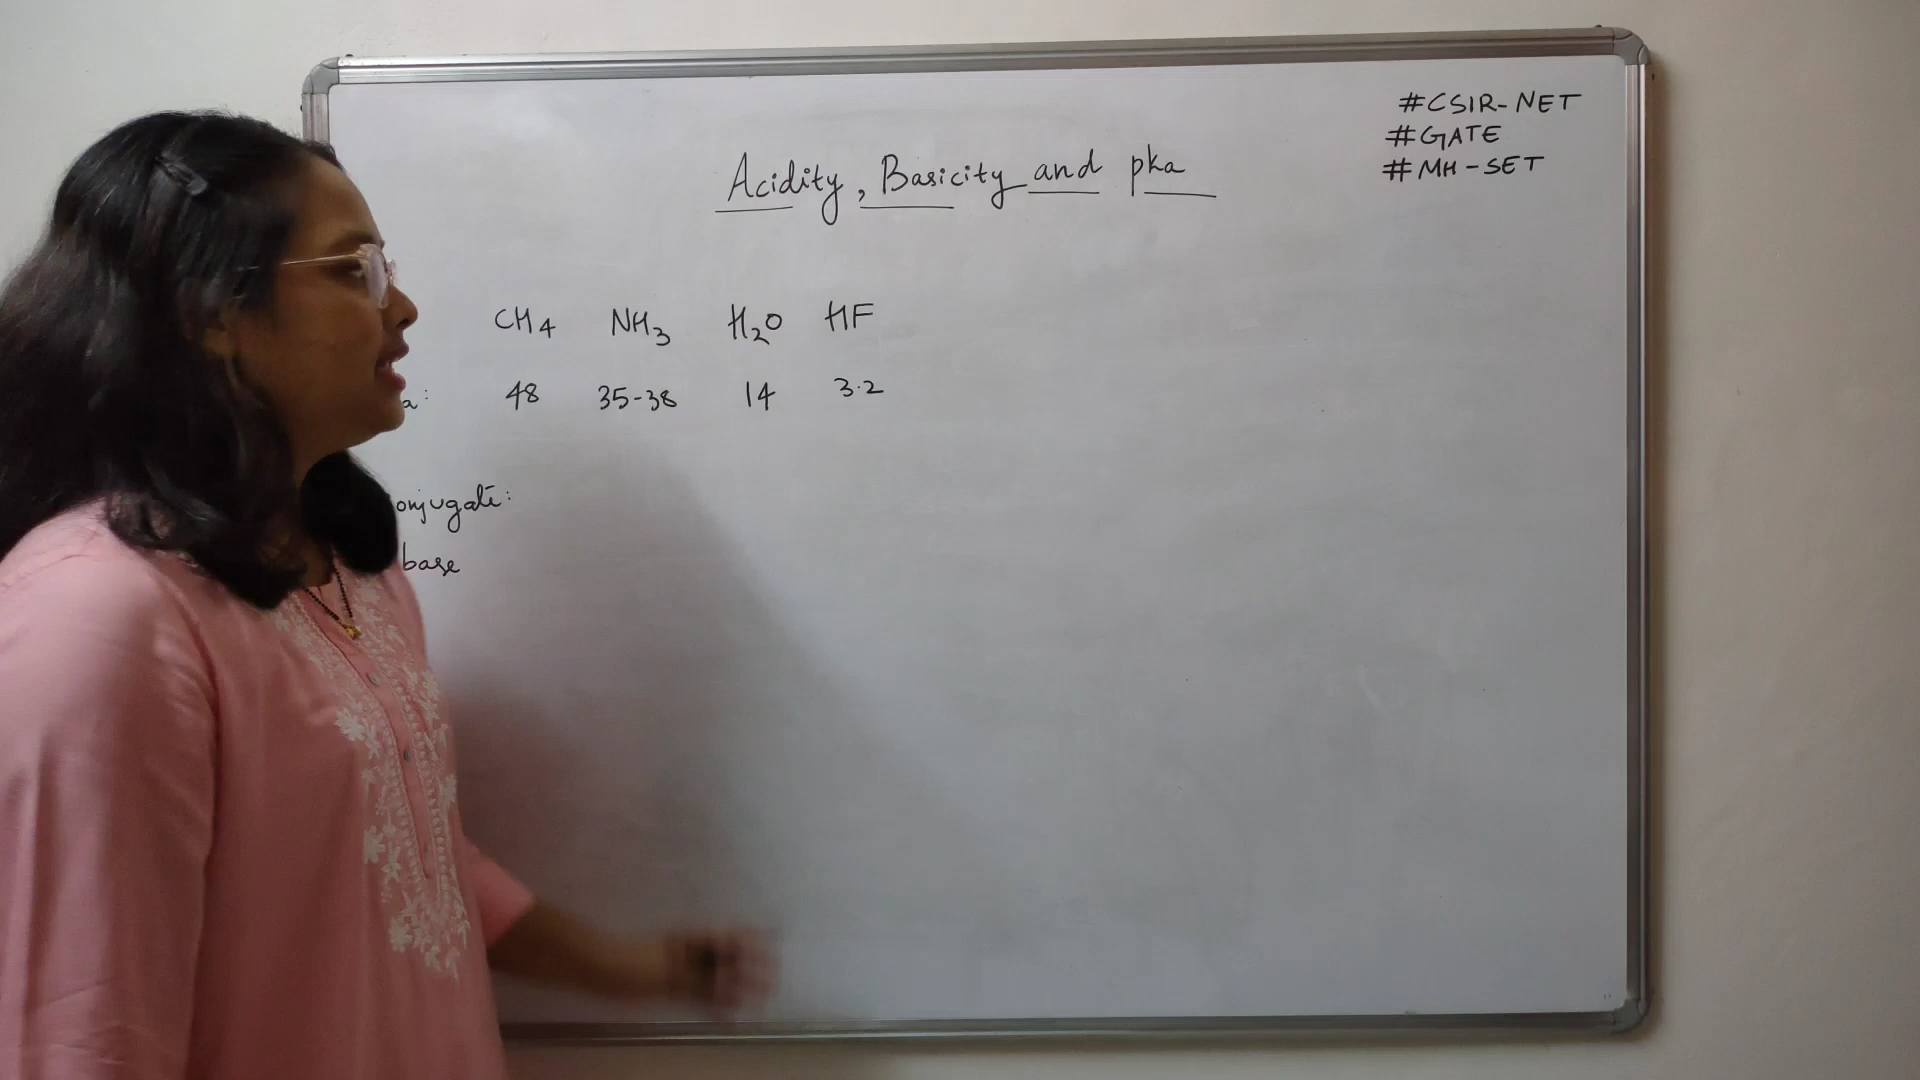 #CSIR-NET
#GATE
#MH-SET
Acidity, Basicity and pka
CH4 NH3 H2O HF
a: 48 35-38 14 3.2
onjugate:
base